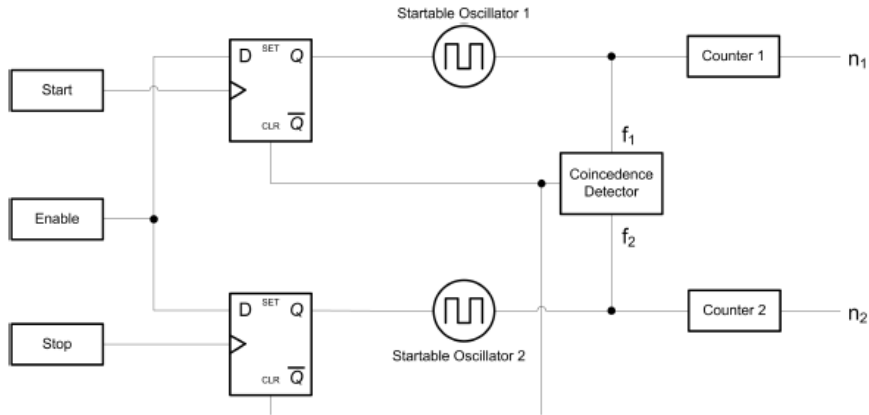 Startable Oscillator 1
SET
D
Q
Counter 1
n1
Start
CLR
Q
f1
Coincedence
Detector
Enable
f2
SET
D
Q
Counter 2
n2
Stop
Startable Oscillator 2
CLR
Q